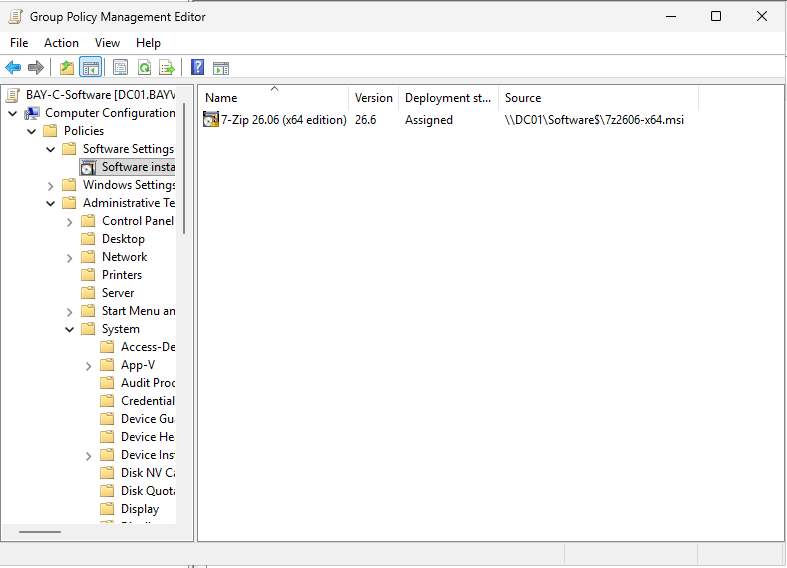 Group Policy Management Editor
File Action View Help
BAY-C-Software [DC01.BAYV
Computer Configuration
Policies
Software Settings
Software insta
Windows Settings
Administrative Te
Control Panel
Desktop
Network
Printers
Server
Start Menu an
System
Access-De
App-V
Audit Proc
Credential
Device Gu
Device He
Device Ins
Disk NV Ca
Disk Quota
Display
Name Version Deployment st... Source
7-Zip 26.06 (x64 edition) 26.6 Assigned \\DC01\Software$\7z2606-x64.msi